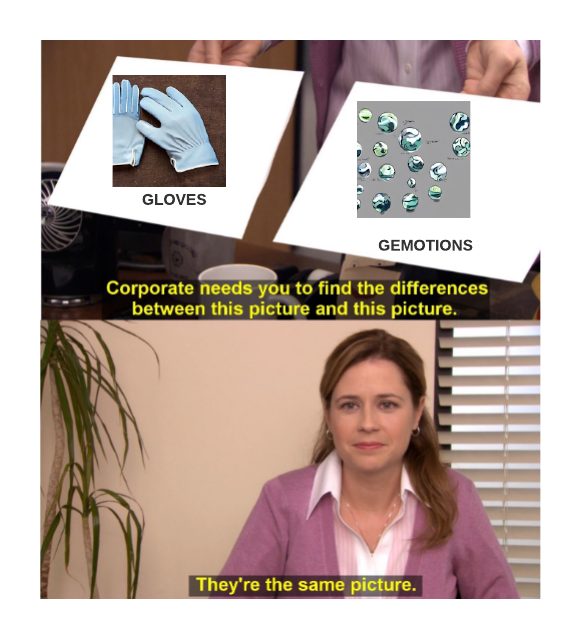 GLOVES
GEMOTIONS
Corporate needs you to find the differences
between this picture and this picture.
They're the same picture.